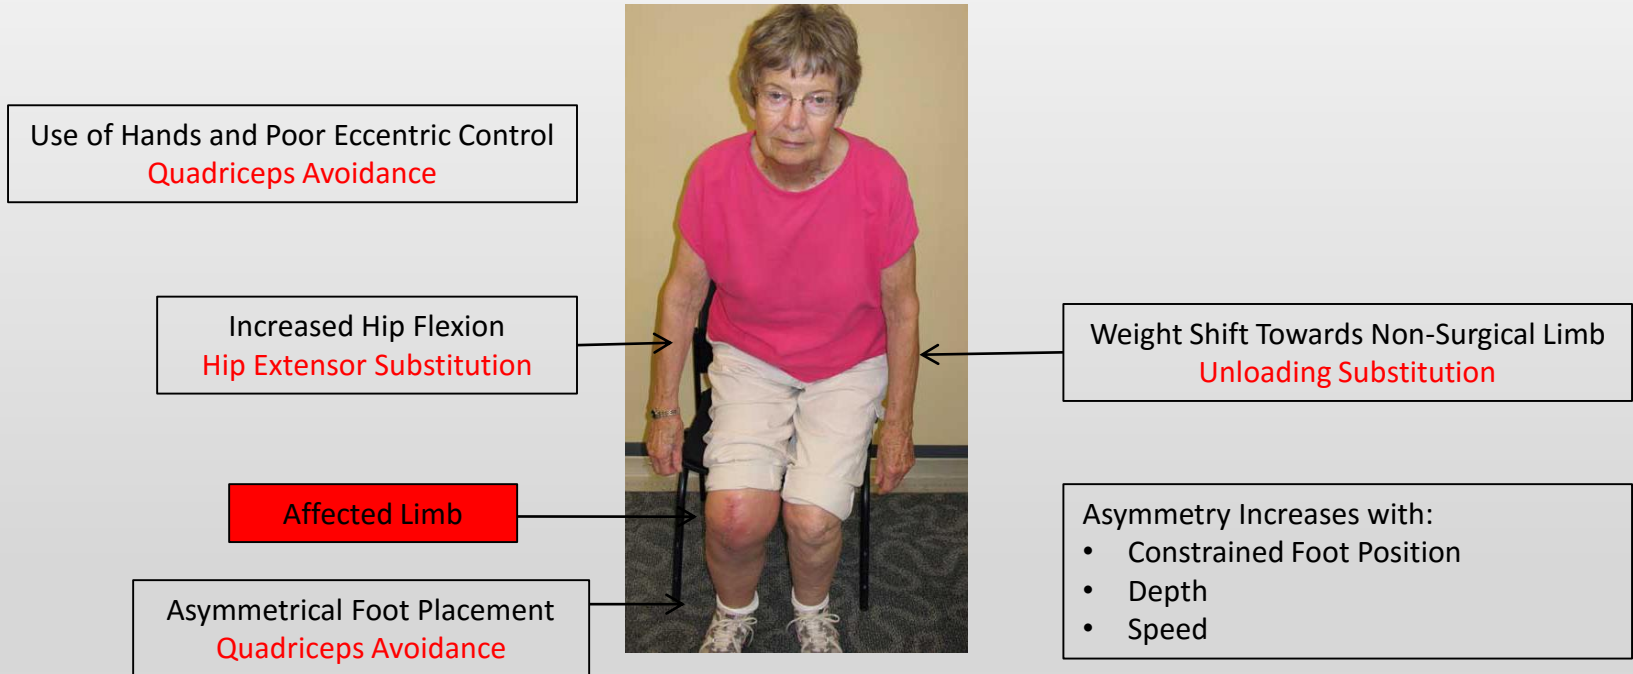 Use of Hands and Poor Eccentric Control
Quadriceps Avoidance
Increased Hip Flexion
Hip Extensor Substitution
Affected Limb
Asymmetrical Foot Placement
Quadriceps Avoidance
Weight Shift Towards Non-Surgical Limb
Unloading Substitution
Asymmetry Increases with:
• Constrained Foot Position
• Depth
• Speed